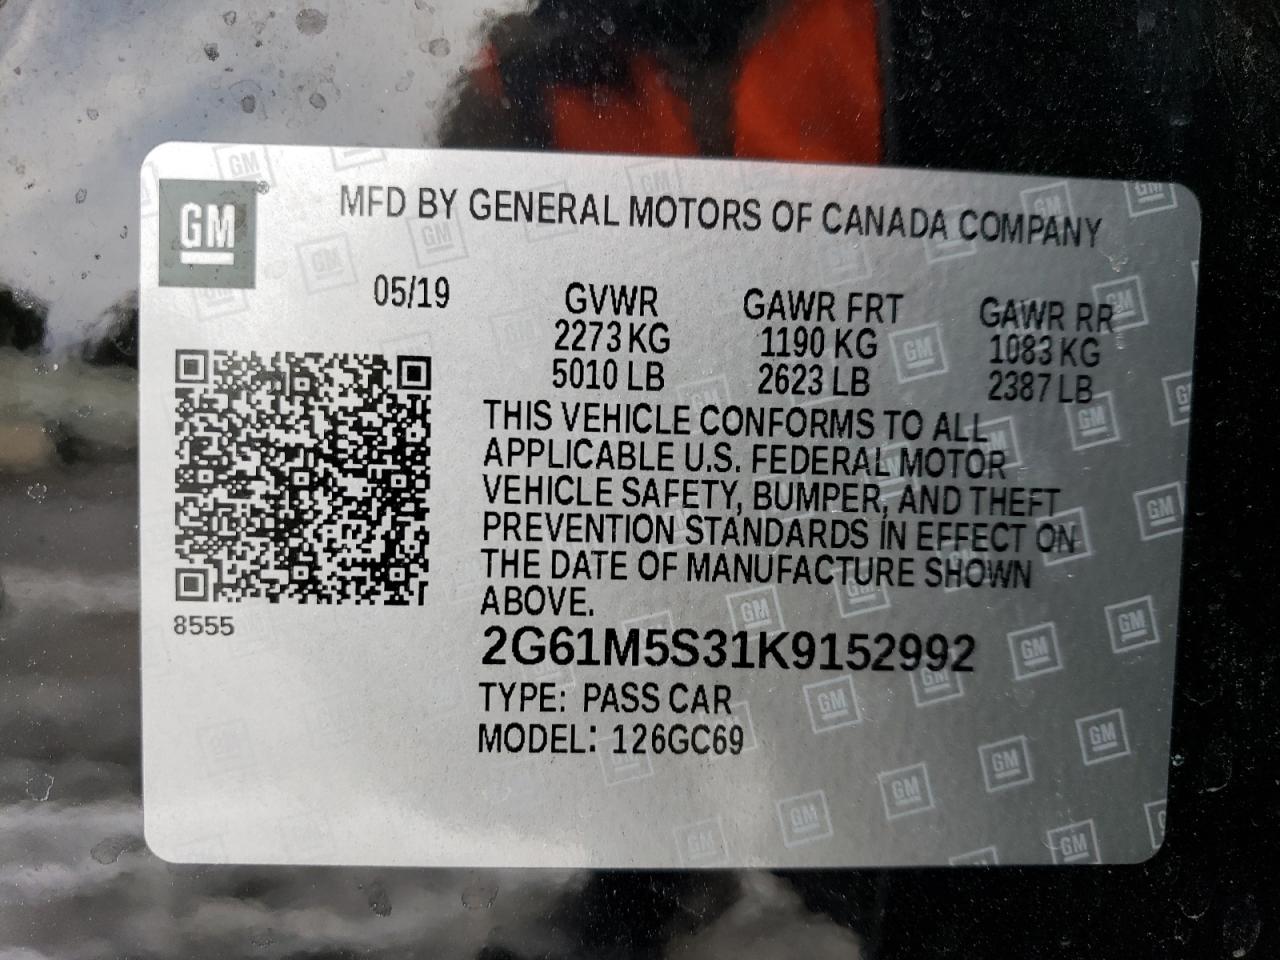 GM®
MFD BY GENERAL MOTORS OF CANADA COMPANY
05/19
GVWR
2273 KG
5010 LB
GAWR FRT
1190 KG
2623 LB
GAWR RR
1083 KG
2387 LB
THIS VEHICLE CONFORMS TO ALL
APPLICABLE U.S. FEDERAL MOTOR
VEHICLE SAFETY, BUMPER, AND THEFT
PREVENTION STANDARDS IN EFFECT ON
THE DATE OF MANUFACTURE SHOWN
ABOVE.
8555
2G61M5S31K9152992
TYPE: PASS CAR
MODEL: 126GC69